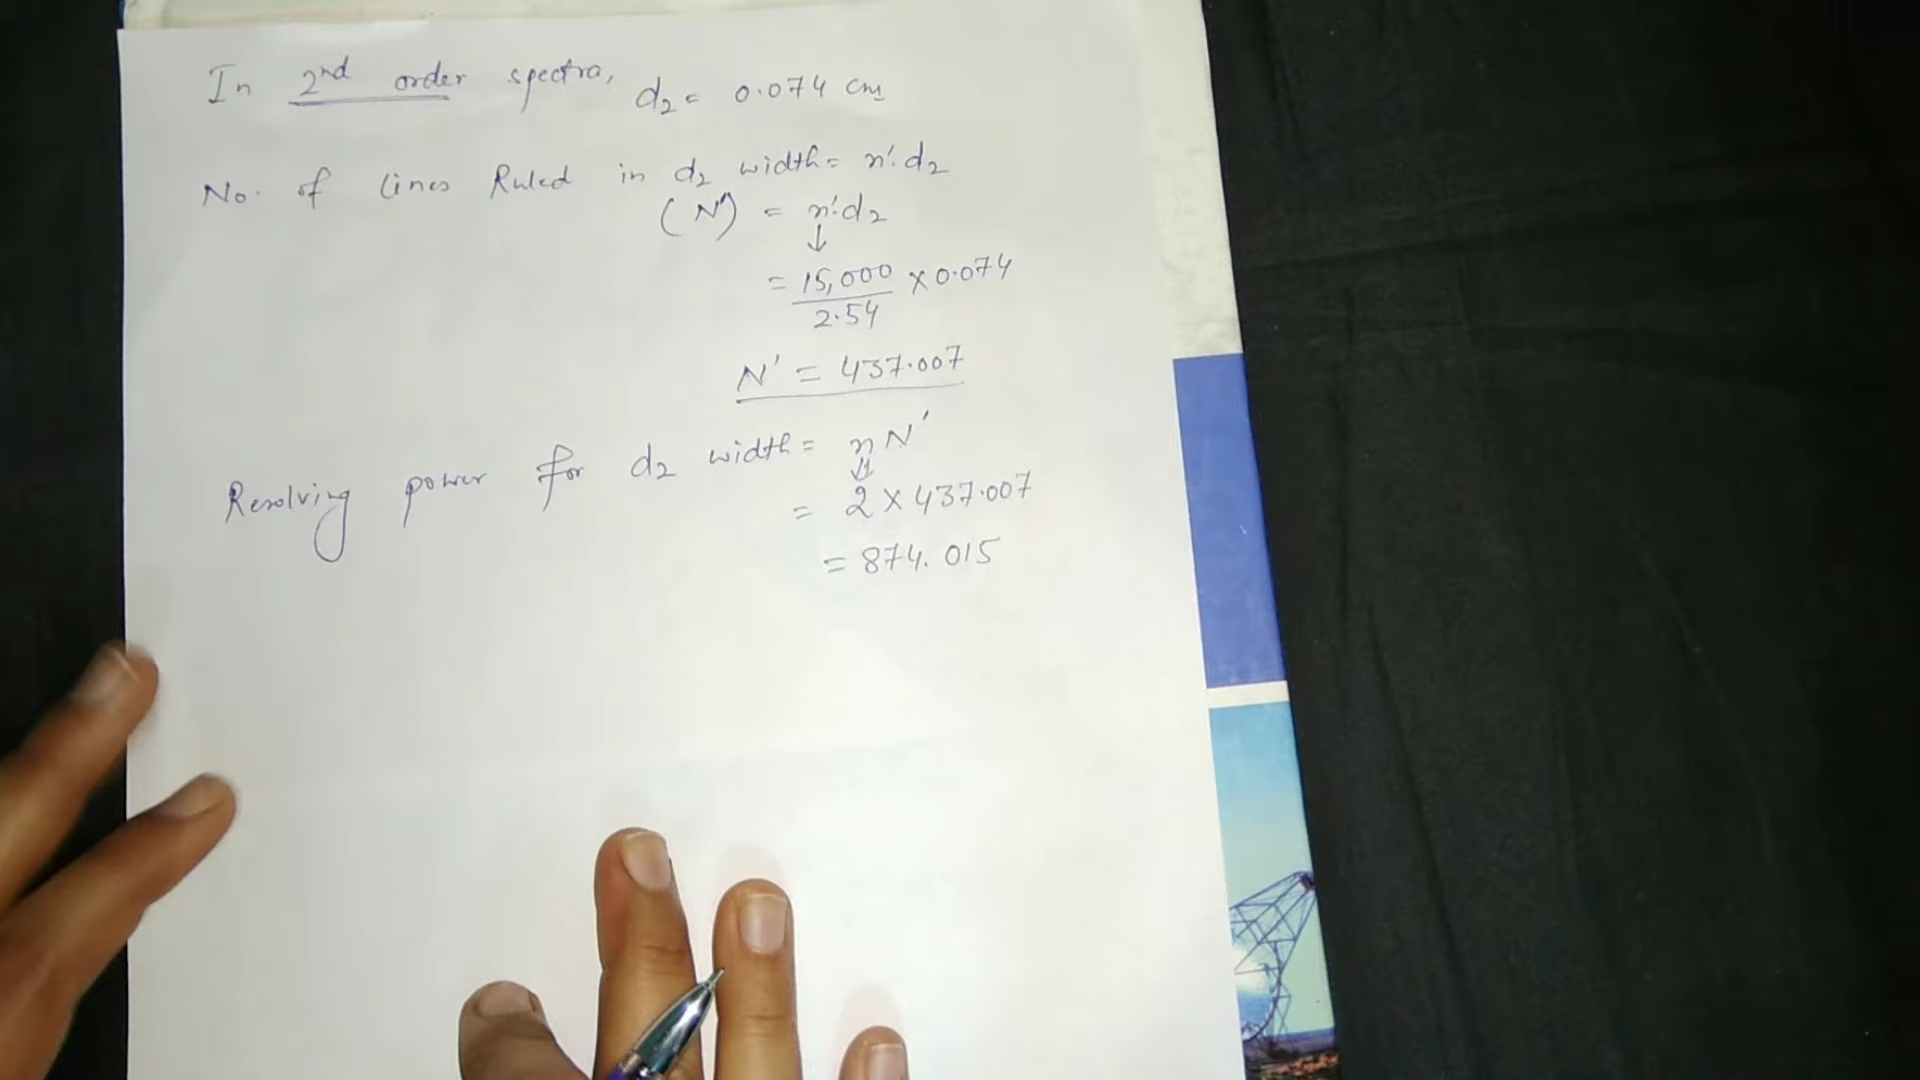 In 2nd order spectra, d₂ = 0.074 cm
No. of lines Ruled in d₂ width = n'.d₂
(N') = n'.d₂
↓
= 15,000/2.54 × 0.074
N' = 437.007
Resolving power for d₂ width = nN'
⇓
= 2 × 437.007
= 874.015